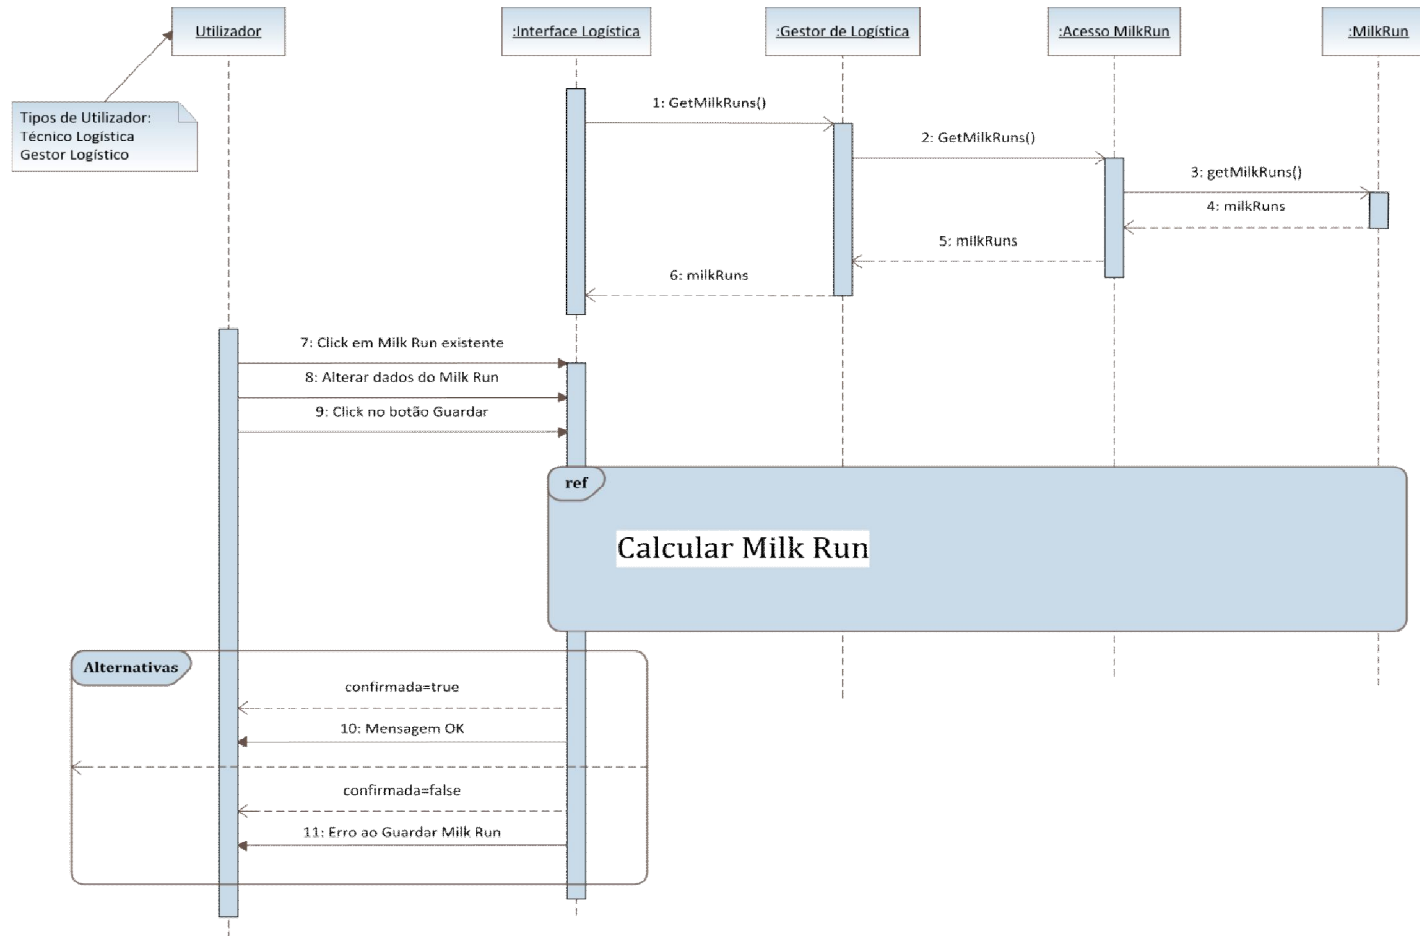 Utilizador
:Interface Logística
:Gestor de Logística
:Acesso MilkRun
:MilkRun
Tipos de Utilizador:
Técnico Logística
Gestor Logístico
1: GetMilkRuns()
2: GetMilkRuns()
3: getMilkRuns()
4: milkRuns
5: milkRuns
6: milkRuns
7: Click em Milk Run existente
8: Alterar dados do Milk Run
9: Click no botão Guardar
ref
Calcular Milk Run
Alternativas
confirmada=true
10: Mensagem OK
confirmada=false
11: Erro ao Guardar Milk Run